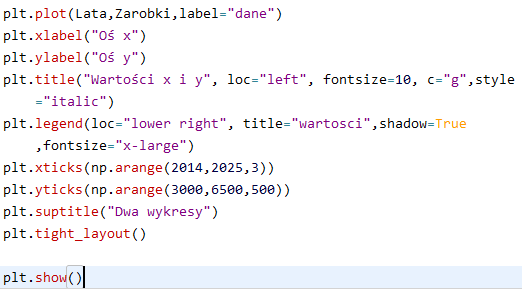 plt.plot(Lata,Zarobki,label="dane")
plt.xlabel("Oś x")
plt.ylabel("Oś y")
plt.title("Wartości x i y", loc="left", fontsize=10, c="g",style
="italic")
plt.legend(loc="lower right", title="wartosci",shadow=True
,fontsize="x-large")
plt.xticks(np.arange(2014,2025,3))
plt.yticks(np.arange(3000,6500,500))
plt.suptitle("Dwa wykresy")
plt.tight_layout()
plt.show()